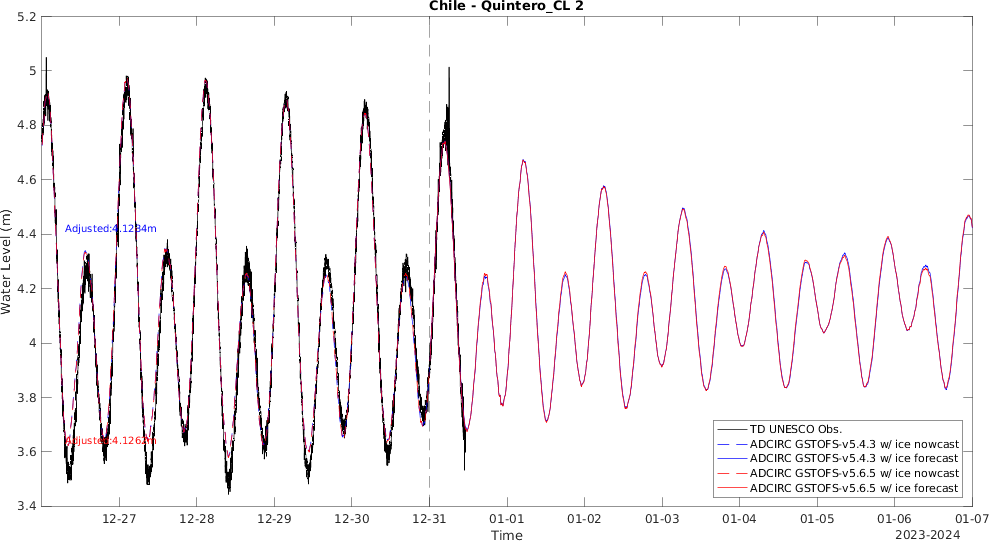 Chile - Quintero_CL 2
5.2
5
4.8
4.6
4.4
4.2
4
3.8
3.6
3.4
Water Level (m)
Adjusted:4.1234m
Adjusted:4.1262m
TD UNESCO Obs.
ADCIRC GSTOFS-v5.4.3 w/ ice nowcast
ADCIRC GSTOFS-v5.4.3 w/ ice forecast
ADCIRC GSTOFS-v5.6.5 w/ ice nowcast
ADCIRC GSTOFS-v5.6.5 w/ ice forecast
12-27 12-28 12-29 12-30 12-31 01-01 01-02 01-03 01-04 01-05 01-06 01-07
Time
2023-2024